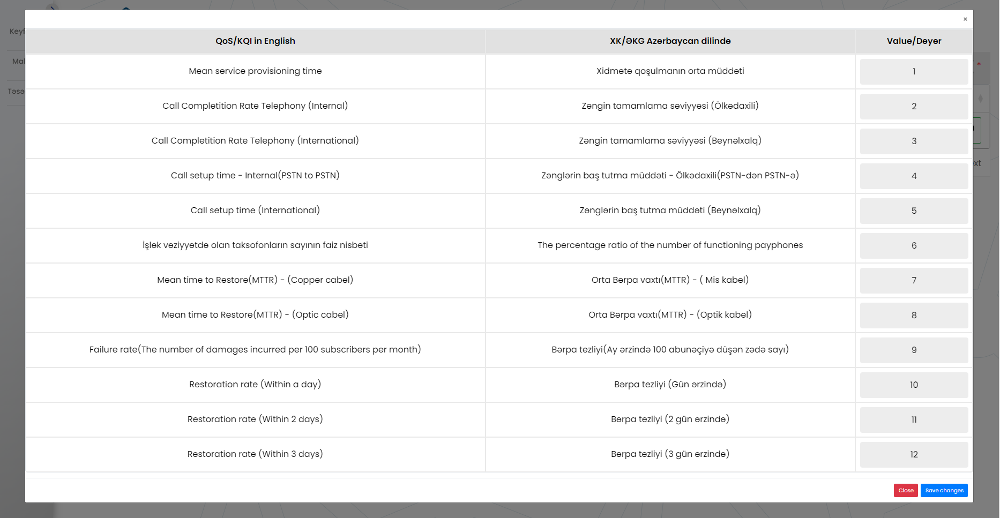 ×
QoS/KQI in English XK/ƏKG Azərbaycan dilində Value/Dəyər
Mean service provisioning time Xidmətə qoşulmanın orta müddəti 1
Call Completition Rate Telephony (Internal) Zəngin tamamlama səviyyəsi (Ölkədaxili) 2
Call Completition Rate Telephony (International) Zəngin tamamlama səviyyəsi (Beynəlxalq) 3
Call setup time - Internal(PSTN to PSTN) Zənglərin baş tutma müddəti - Ölkədaxili(PSTN-dən PSTN-ə) 4
Call setup time (International) Zənglərin baş tutma müddəti (Beynəlxalq) 5
İşlək vəziyyətdə olan taksofonların sayının faiz nisbəti The percentage ratio of the number of functioning payphones 6
Mean time to Restore(MTTR) - (Copper cabel) Orta Bərpa vaxtı(MTTR) - ( Mis kabel) 7
Mean time to Restore(MTTR) - (Optic cabel) Orta Bərpa vaxtı(MTTR) - (Optik kabel) 8
Failure rate(The number of damages incurred per 100 subscribers per month) Bərpa tezliyi(Ay ərzində 100 abunəçiyə düşən zədə sayı) 9
Restoration rate (Within a day) Bərpa tezliyi (Gün ərzində) 10
Restoration rate (Within 2 days) Bərpa tezliyi (2 gün ərzində) 11
Restoration rate (Within 3 days) Bərpa tezliyi (3 gün ərzində) 12
Close Save changes